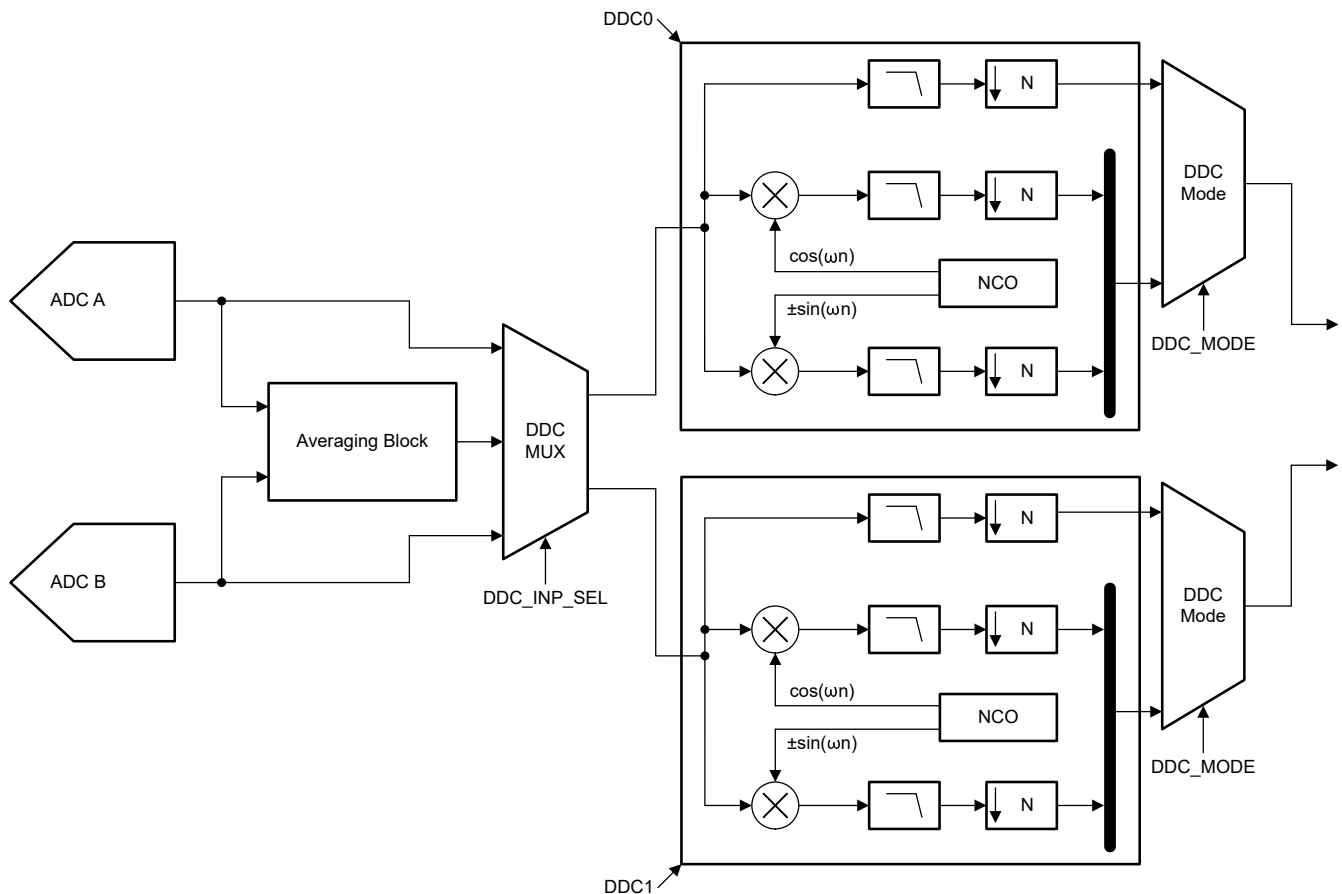 DDC0
N
DDC
Mode
N
cos(ωn)
NCO
±sin(ωn)
N
DDC_MODE
ADC A
Averaging Block
DDC
MUX
ADC B
DDC_INP_SEL
N
DDC
Mode
N
cos(ωn)
NCO
±sin(ωn)
N
DDC_MODE
DDC1